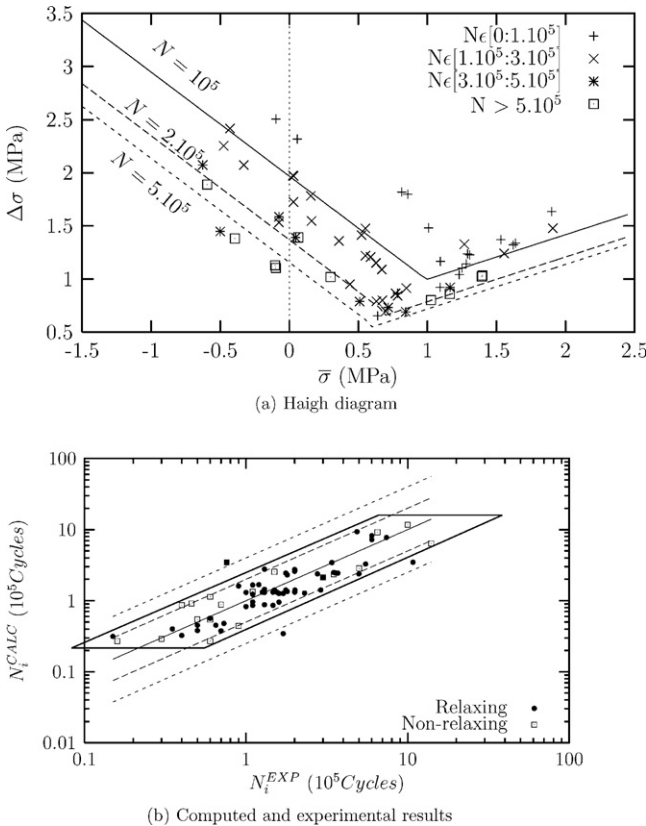 3.5
3
2.5
2
1.5
1
0.5
Δσ (MPa)
-1.5 -1 -0.5 0 0.5 1 1.5 2 2.5
σ̅ (MPa)
Nϵ[0:1.10⁵]
Nϵ[1.10⁵:3.10⁵]
Nϵ[3.10⁵:5.10⁵]
N > 5.10⁵
N = 10⁵
N = 2.10⁵
N = 5.10⁵
(a) Haigh diagram
100
10
1
0.1
0.01
N_i^{CALC} (10⁵Cycles)
Relaxing
Non-relaxing
0.1 1 10 100
N_i^{EXP} (10⁵Cycles)
(b) Computed and experimental results